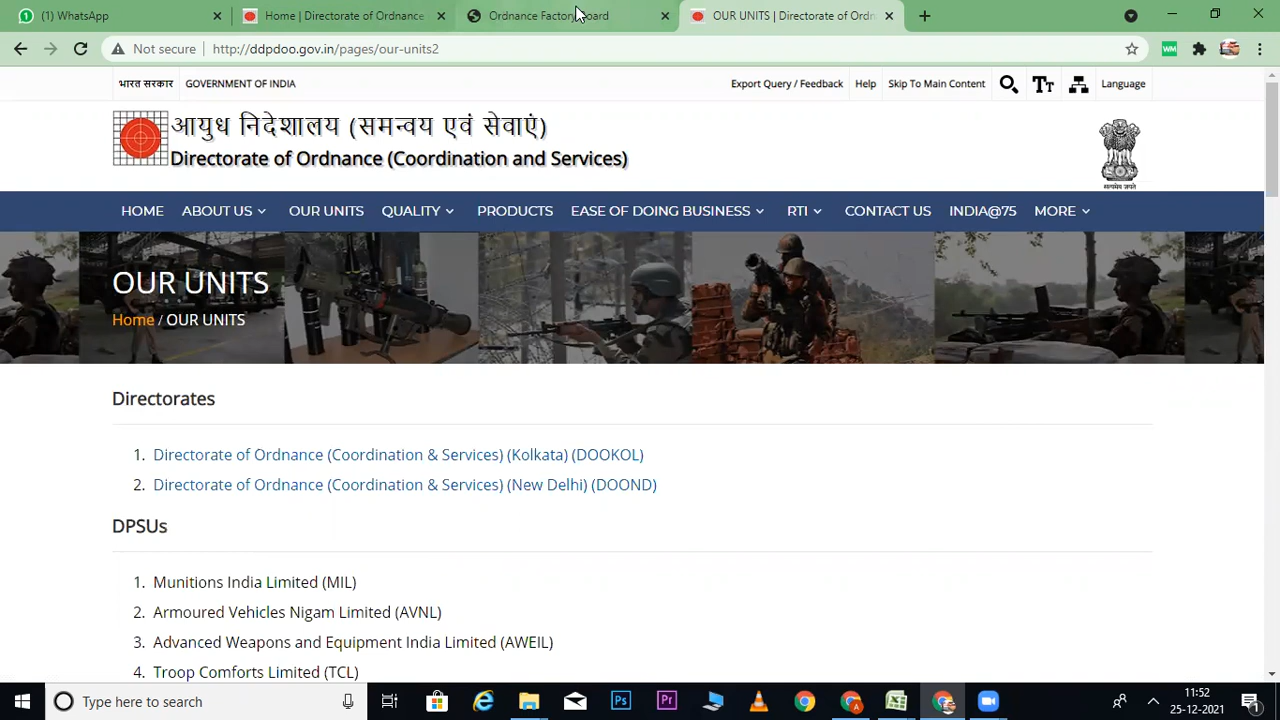 (1) WhatsApp
Home | Directorate of Ordnance
Ordnance Factory Board
OUR UNITS | Directorate of Ordn
Not secure | http://ddpdoo.gov.in/pages/our-units2
भारत सरकार GOVERNMENT OF INDIA
Export Query / Feedback Help Skip To Main Content TT Language
आयुध निदेशालय (समन्वय एवं सेवाएं)
Directorate of Ordnance (Coordination and Services)
सत्यमेव जयते
HOME ABOUT US OUR UNITS QUALITY PRODUCTS EASE OF DOING BUSINESS RTI CONTACT US INDIA@75 MORE
OUR UNITS
Home / OUR UNITS
Directorates
1. Directorate of Ordnance (Coordination & Services) (Kolkata) (DOOKOL)
2. Directorate of Ordnance (Coordination & Services) (New Delhi) (DOOND)
DPSUs
1. Munitions India Limited (MIL)
2. Armoured Vehicles Nigam Limited (AVNL)
3. Advanced Weapons and Equipment India Limited (AWEIL)
4. Troop Comforts Limited (TCL)
Type here to search
11:52
25-12-2021